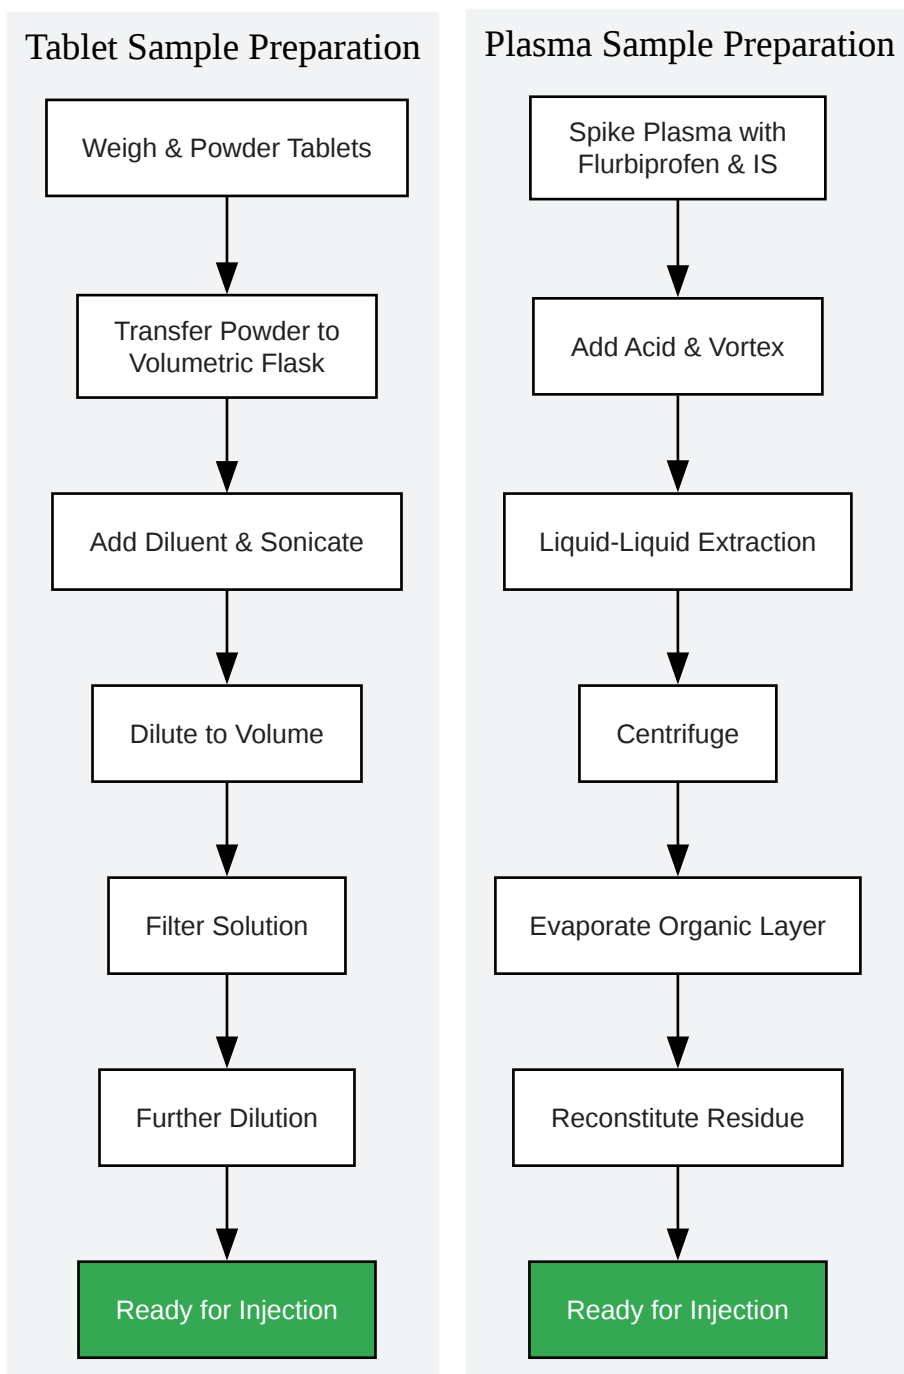 Tablet Sample Preparation
Weigh & Powder Tablets
Transfer Powder to
Volumetric Flask
Add Diluent & Sonicate
Dilute to Volume
Filter Solution
Further Dilution
Ready for Injection
Plasma Sample Preparation
Spike Plasma with
Flurbiprofen & IS
Add Acid & Vortex
Liquid-Liquid Extraction
Centrifuge
Evaporate Organic Layer
Reconstitute Residue
Ready for Injection